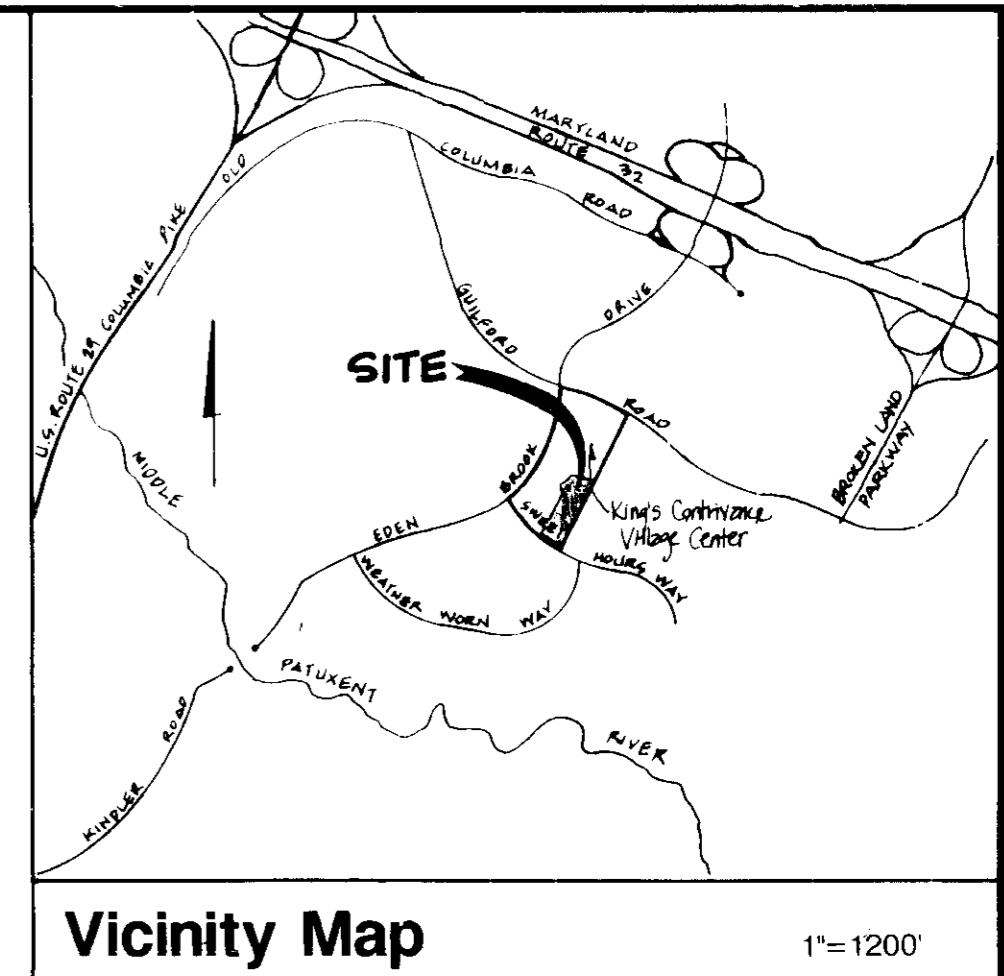 MARYLAND
ROUTE 32
OLD COLUMBIA ROAD
U.S. ROUTE 29 COLUMBIA PIKE
GUILFORD ROAD
SITE
EDEN BROOK DRIVE
SWEET HOURS WAY
King's Contrivance
Village Center
BROKEN LAND
PARKWAY
WEATHER WORN WAY
MIDDLE PATUXENT RIVER
KINDLER ROAD
Vicinity Map
1"=1200'